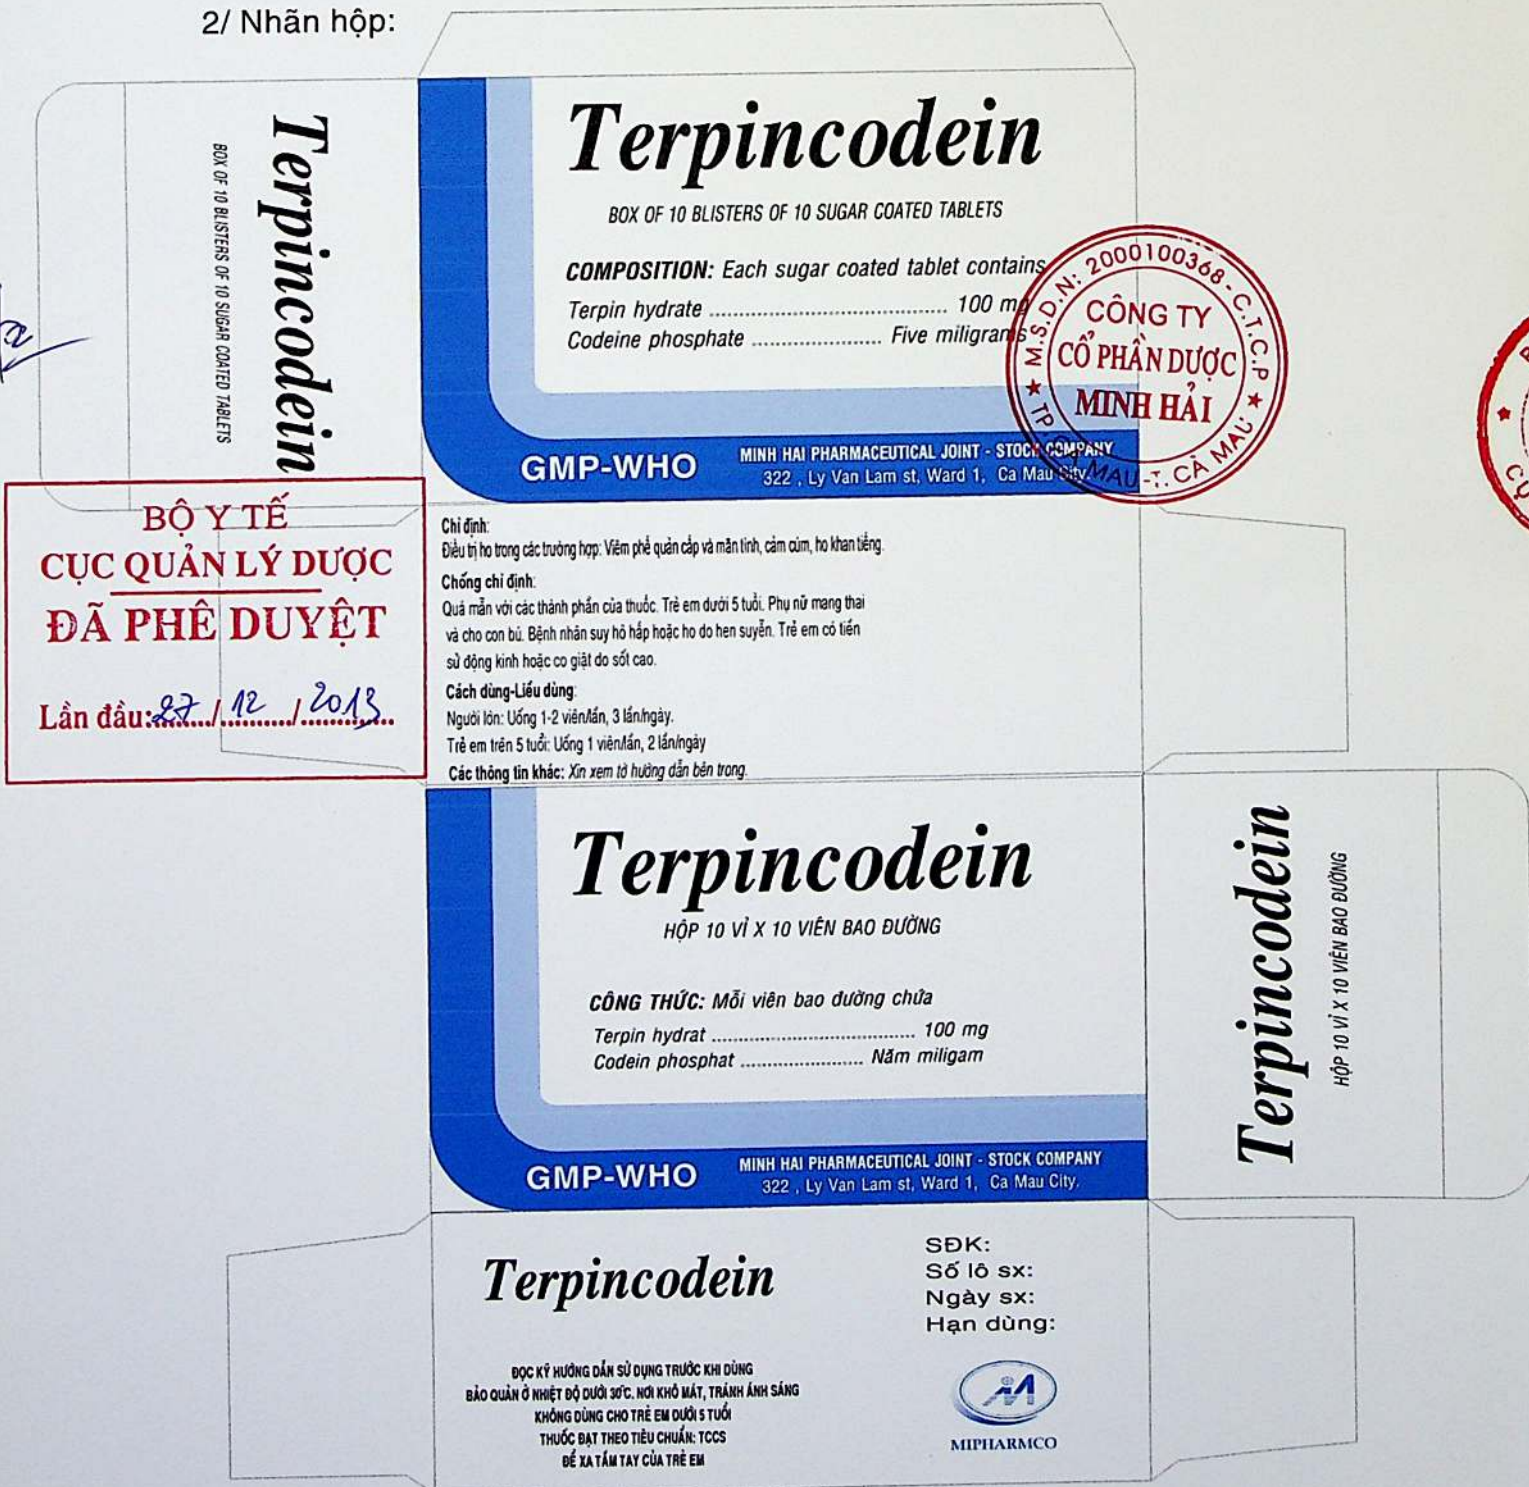 2/ Nhãn hộp:
Terpincodein
BOX OF 10 BLISTERS OF 10 SUGAR COATED TABLETS
Terpincodein
BOX OF 10 BLISTERS OF 10 SUGAR COATED TABLETS
COMPOSITION: Each sugar coated tablet contains
Terpin hydrate ........................................ 100 mg
Codeine phosphate ...................... Five miligrams
GMP-WHO
MINH HAI PHARMACEUTICAL JOINT - STOCK COMPANY
322 , Ly Van Lam st, Ward 1, Ca Mau City.
M.S.D.N: 2000100368 - C.T.C.P
CÔNG TY
CỔ PHẦN DƯỢC
MINH HẢI
TP. CÀ MAU -T. CÀ MAU
BỘ Y TẾ
CỤC QUẢN LÝ DƯỢC
ĐÃ PHÊ DUYỆT
Lần đầu: 27 / 12 / 2013
Chỉ định:
Điều trị ho trong các trường hợp: Viêm phế quản cấp và mãn tính, cảm cúm, ho khan tiếng.
Chống chỉ định:
Quá mẫn với các thành phần của thuốc. Trẻ em dưới 5 tuổi. Phụ nữ mang thai
và cho con bú. Bệnh nhân suy hô hấp hoặc ho do hen suyễn. Trẻ em có tiền
sử động kinh hoặc co giật do sốt cao.
Cách dùng-Liều dùng:
Người lớn: Uống 1-2 viên/lần, 3 lần/ngày.
Trẻ em trên 5 tuổi: Uống 1 viên/lần, 2 lần/ngày
Các thông tin khác: Xin xem tờ hướng dẫn bên trong.
Terpincodein
HỘP 10 VỈ X 10 VIÊN BAO ĐƯỜNG
CÔNG THỨC: Mỗi viên bao đường chứa
Terpin hydrat ................................... 100 mg
Codein phosphat ..................... Năm miligam
GMP-WHO
MINH HAI PHARMACEUTICAL JOINT - STOCK COMPANY
322 , Ly Van Lam st, Ward 1, Ca Mau City.
Terpincodein
HỘP 10 VỈ X 10 VIÊN BAO ĐƯỜNG
Terpincodein
ĐỌC KỸ HƯỚNG DẪN SỬ DỤNG TRƯỚC KHI DÙNG
BẢO QUẢN Ở NHIỆT ĐỘ DƯỚI 30°C. NƠI KHÔ MÁT, TRÁNH ÁNH SÁNG
KHÔNG DÙNG CHO TRẺ EM DƯỚI 5 TUỔI
THUỐC ĐẠT THEO TIÊU CHUẨN: TCCS
ĐỂ XA TẦM TAY CỦA TRẺ EM
SĐK:
Số lô sx:
Ngày sx:
Hạn dùng:
MIPHARMCO